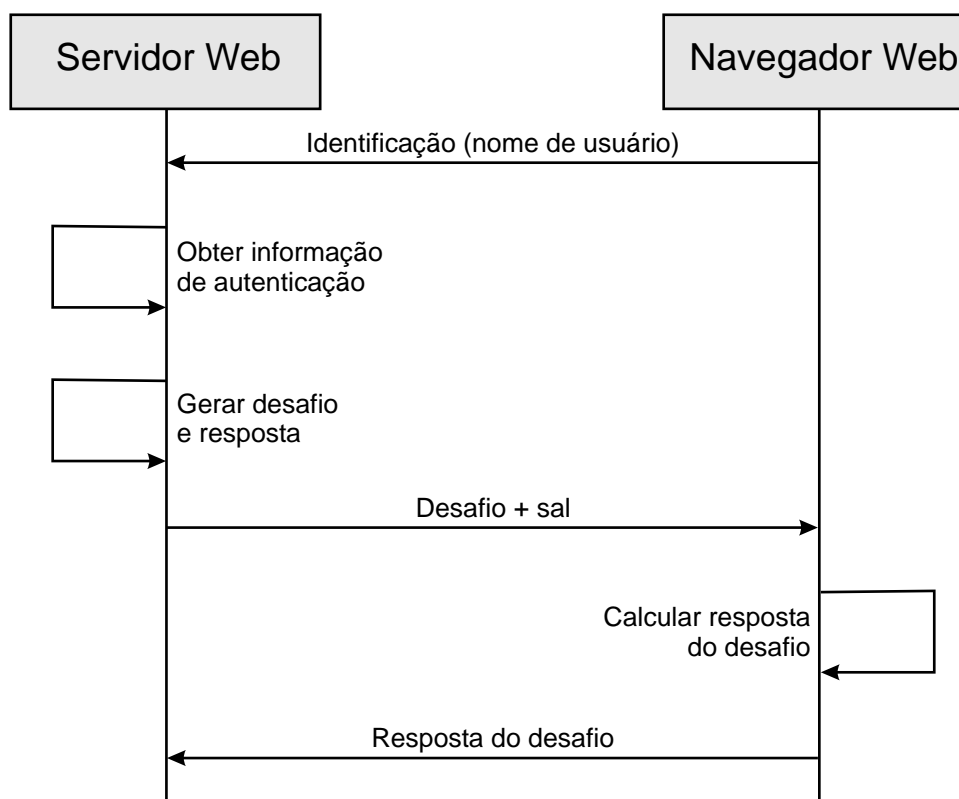 Servidor Web
Navegador Web
Identificação (nome de usuário)
Obter informação
de autenticação
Gerar desafio
e resposta
Desafio + sal
Calcular resposta
do desafio
Resposta do desafio